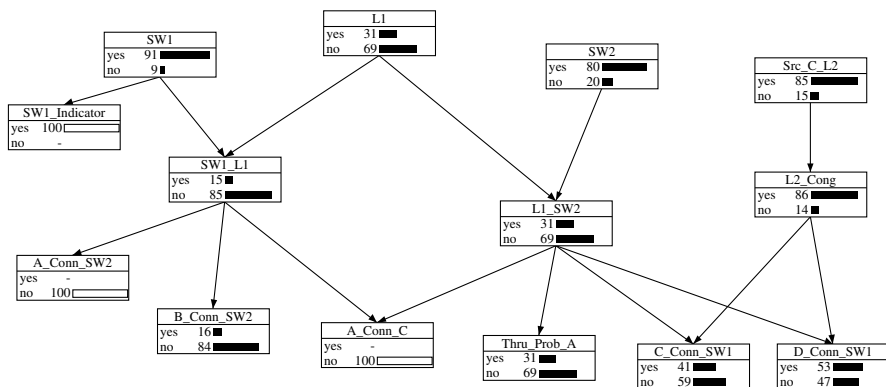 L1
yes 31
no 69
SW1
yes 91
no 9
SW2
yes 80
no 20
Src_C_L2
yes 85
no 15
SW1_Indicator
yes 100
no -
SW1_L1
yes 15
no 85
L2_Cong
yes 86
no 14
L1_SW2
yes 31
no 69
A_Conn_SW2
yes -
no 100
B_Conn_SW2
yes 16
no 84
A_Conn_C
yes -
no 100
Thru_Prob_A
yes 31
no 69
C_Conn_SW1
yes 41
no 59
D_Conn_SW1
yes 53
no 47